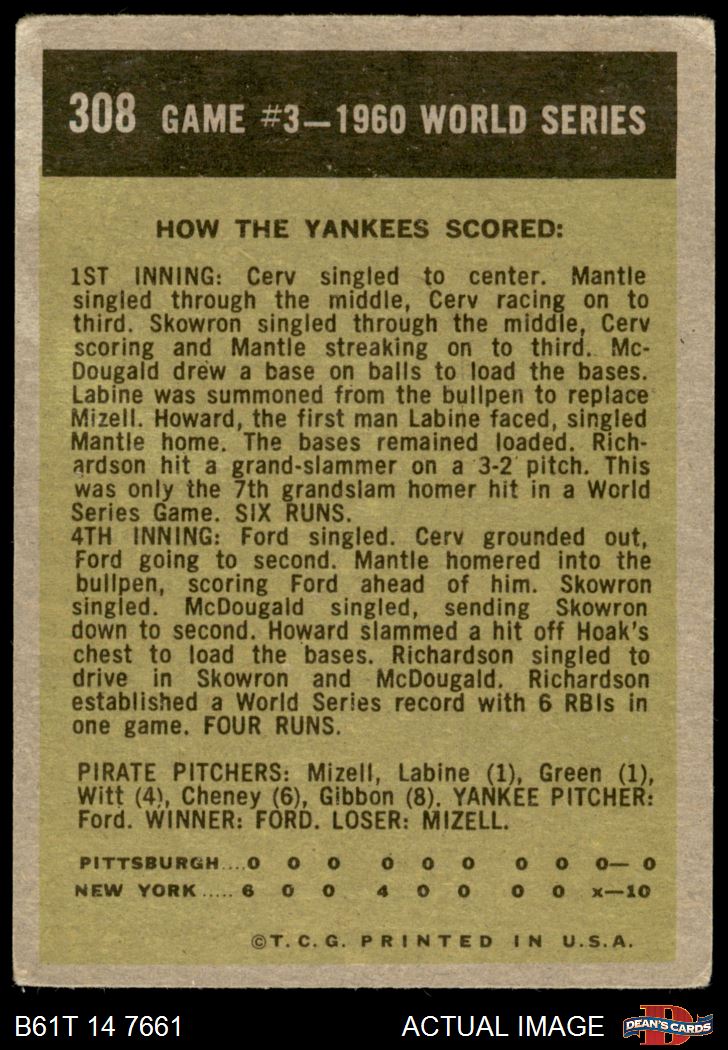 308 GAME #3—1960 WORLD SERIES
HOW THE YANKEES SCORED:
1ST INNING: Cerv singled to center. Mantle
singled through the middle, Cerv racing on to
third. Skowron singled through the middle, Cerv
scoring and Mantle streaking on to third. Mc-
Dougald drew a base on balls to load the bases.
Labine was summoned from the bullpen to replace
Mizell. Howard, the first man Labine faced, singled
Mantle home. The bases remained loaded. Rich-
ardson hit a grand-slammer on a 3-2 pitch. This
was only the 7th grandslam homer hit in a World
Series Game. SIX RUNS.
4TH INNING: Ford singled. Cerv grounded out,
Ford going to second. Mantle homered into the
bullpen, scoring Ford ahead of him. Skowron
singled. McDougald singled, sending Skowron
down to second. Howard slammed a hit off Hoak's
chest to load the bases. Richardson singled to
drive in Skowron and McDougald. Richardson
established a World Series record with 6 RBIs in
one game. FOUR RUNS.
PIRATE PITCHERS: Mizell, Labine (1), Green (1),
Witt (4), Cheney (6), Gibbon (8). YANKEE PITCHER:
Ford. WINNER: FORD. LOSER: MIZELL.
PITTSBURGH....0 0 0 0 0 0 0 0 0— 0
NEW YORK.....6 0 0 4 0 0 0 0 x—10
©T.C.G. PRINTED IN U.S.A.
B61T 14 7661 ACTUAL IMAGE D DEAN'S CARDS